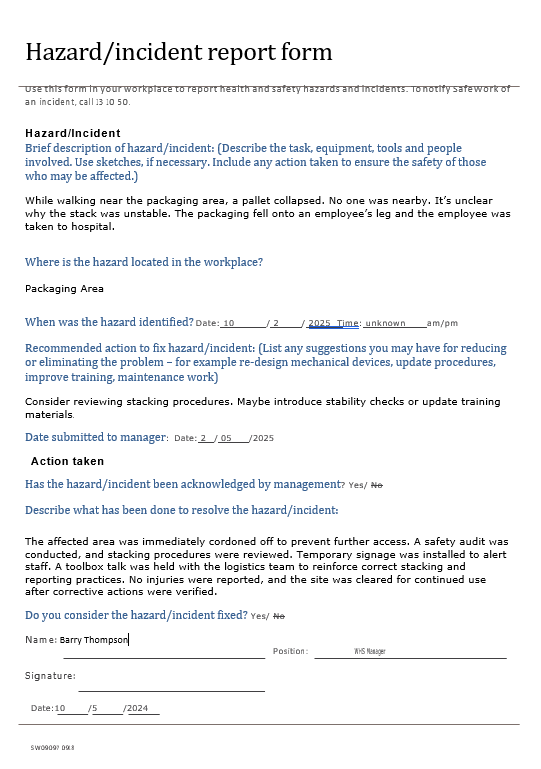 Hazard/incident report form
Use this form in your workplace to report health and safety hazards and incidents. To notify SafeWork of
an incident, call 13 10 50.
Hazard/Incident
Brief description of hazard/incident: (Describe the task, equipment, tools and people
involved. Use sketches, if necessary. Include any action taken to ensure the safety of those
who may be affected.)
While walking near the packaging area, a pallet collapsed. No one was nearby. It’s unclear
why the stack was unstable. The packaging fell onto an employee’s leg and the employee was
taken to hospital.
Where is the hazard located in the workplace?
Packaging Area
When was the hazard identified? Date: 10 / 2 / 2025 Time: unknown am/pm
Recommended action to fix hazard/incident: (List any suggestions you may have for reducing
or eliminating the problem – for example re-design mechanical devices, update procedures,
improve training, maintenance work)
Consider reviewing stacking procedures. Maybe introduce stability checks or update training
materials.
Date submitted to manager: Date: 2 / 05 /2025
Action taken
Has the hazard/incident been acknowledged by management? Yes/ No
Describe what has been done to resolve the hazard/incident:
The affected area was immediately cordoned off to prevent further access. A safety audit was
conducted, and stacking procedures were reviewed. Temporary signage was installed to alert
staff. A toolbox talk was held with the logistics team to reinforce correct stacking and
reporting practices. No injuries were reported, and the site was cleared for continued use
after corrective actions were verified.
Do you consider the hazard/incident fixed? Yes/ No
Name: Barry Thompson
Position: WHS Manager
Signature:
Date:10 /5 /2024